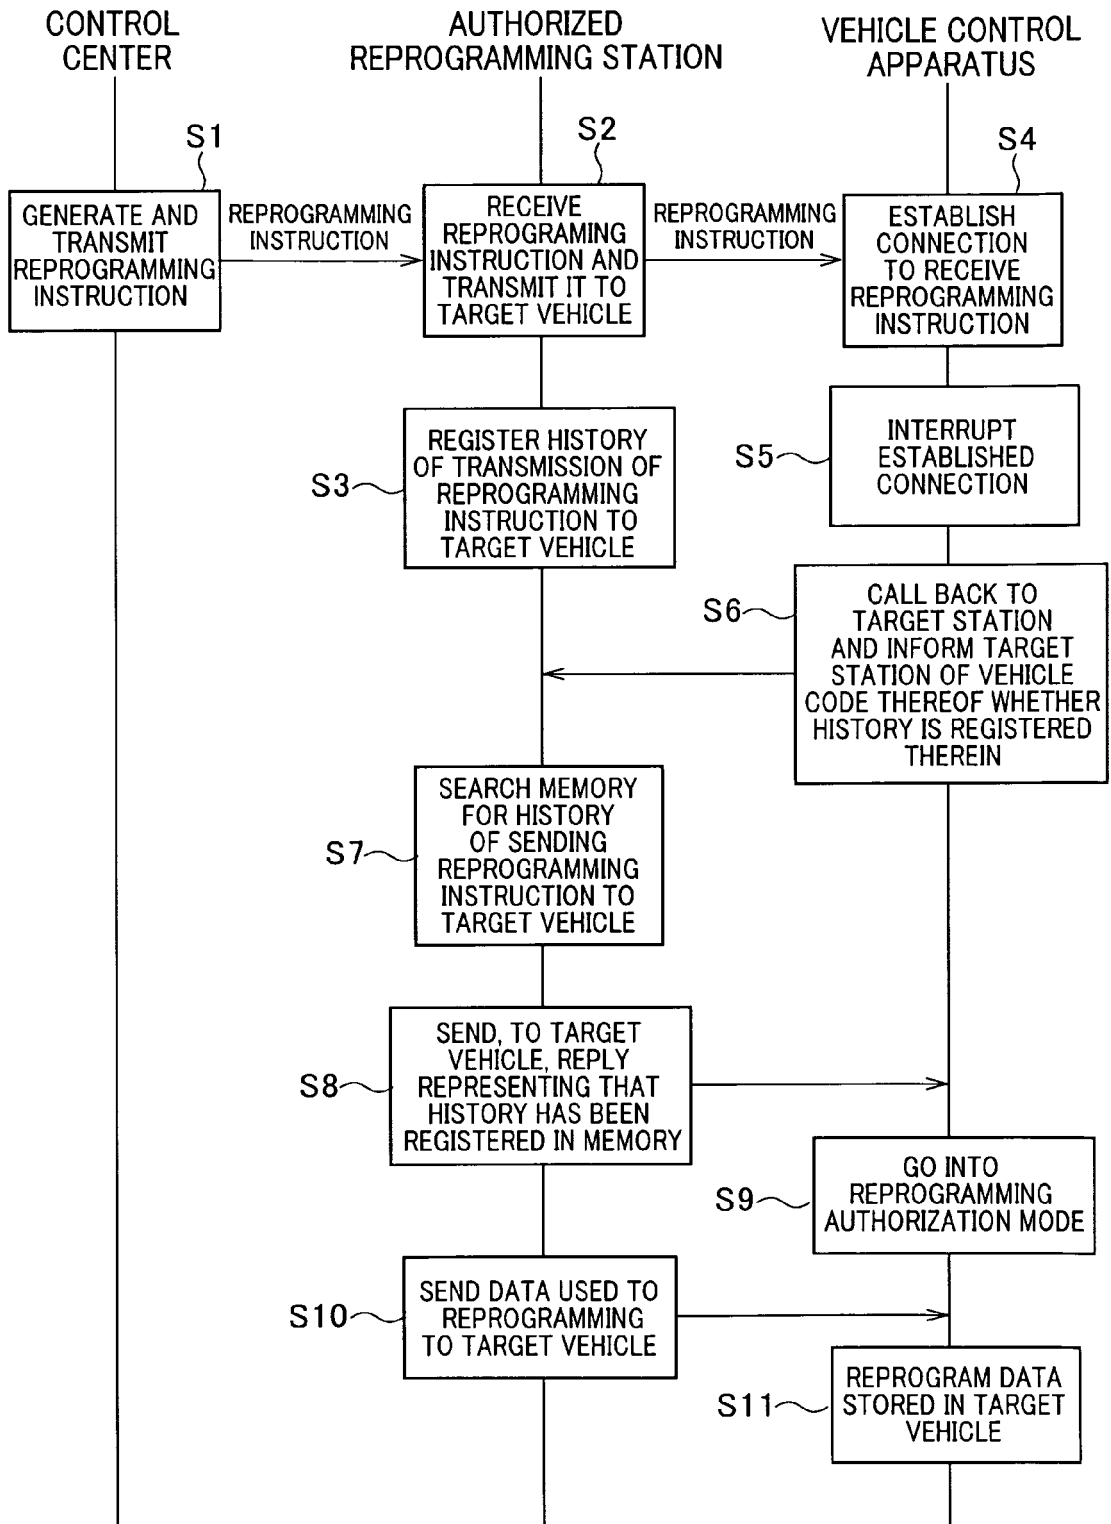 CONTROL
CENTER
AUTHORIZED
REPROGRAMMING STATION
VEHICLE CONTROL
APPARATUS
S1
GENERATE AND
TRANSMIT
REPROGRAMMING
INSTRUCTION
REPROGRAMMING
INSTRUCTION
S2
RECEIVE
REPROGRAMING
INSTRUCTION AND
TRANSMIT IT TO
TARGET VEHICLE
REPROGRAMMING
INSTRUCTION
S4
ESTABLISH
CONNECTION
TO RECEIVE
REPROGRAMMING
INSTRUCTION
S3
REGISTER HISTORY
OF TRANSMISSION OF
REPROGRAMMING
INSTRUCTION TO
TARGET VEHICLE
S5
INTERRUPT
ESTABLISHED
CONNECTION
S6
CALL BACK TO
TARGET STATION
AND INFORM TARGET
STATION OF VEHICLE
CODE THEREOF WHETHER
HISTORY IS REGISTERED
THEREIN
S7
SEARCH MEMORY
FOR HISTORY
OF SENDING
REPROGRAMMING
INSTRUCTION TO
TARGET VEHICLE
S8
SEND, TO TARGET
VEHICLE, REPLY
REPRESENTING THAT
HISTORY HAS BEEN
REGISTERED IN MEMORY
S9
GO INTO
REPROGRAMMING
AUTHORIZATION MODE
S10
SEND DATA USED TO
REPROGRAMMING
TO TARGET VEHICLE
S11
REPROGRAM DATA
STORED IN TARGET
VEHICLE